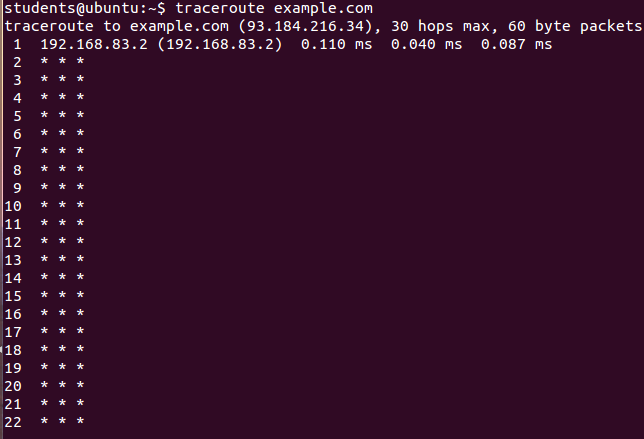 students@ubuntu:~$ traceroute example.com
traceroute to example.com (93.184.216.34), 30 hops max, 60 byte packets
 1  192.168.83.2 (192.168.83.2)  0.110 ms  0.040 ms  0.087 ms
 2  * * *
 3  * * *
 4  * * *
 5  * * *
 6  * * *
 7  * * *
 8  * * *
 9  * * *
10  * * *
11  * * *
12  * * *
13  * * *
14  * * *
15  * * *
16  * * *
17  * * *
18  * * *
19  * * *
20  * * *
21  * * *
22  * * *